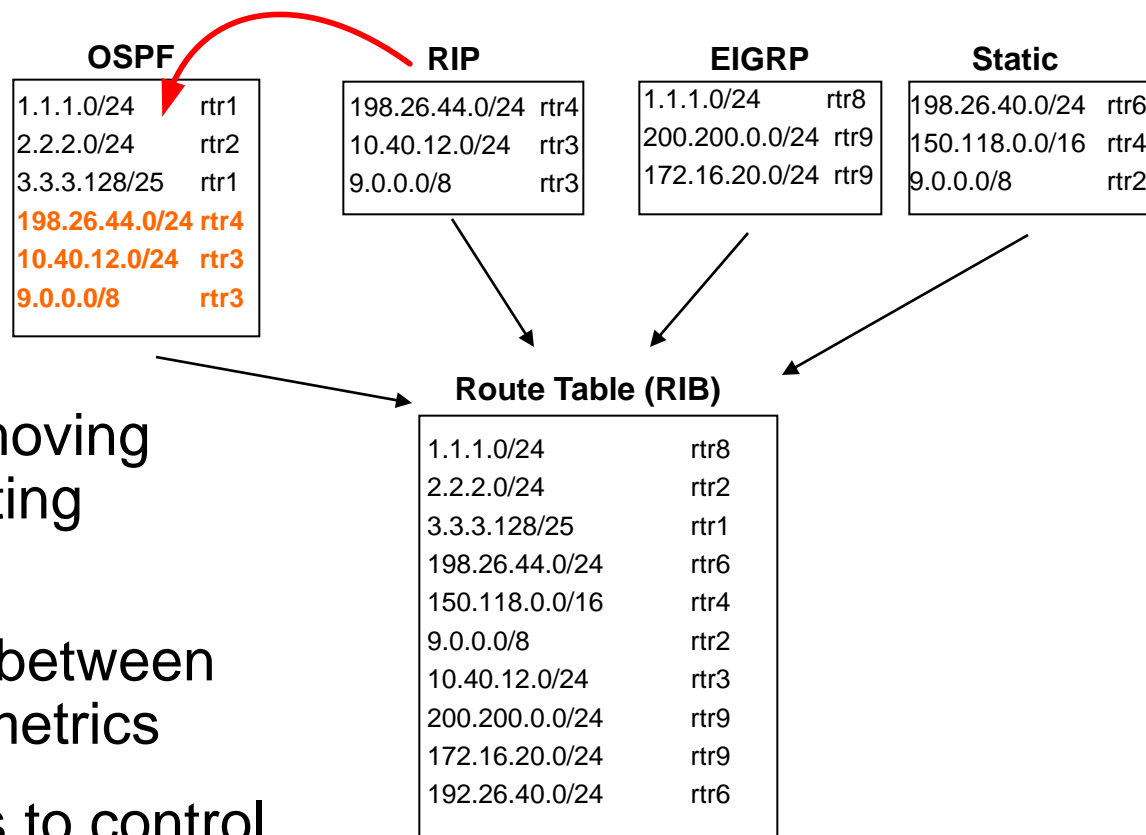 OSPF
1.1.1.0/24 rtr1
2.2.2.0/24 rtr2
3.3.3.128/25 rtr1
198.26.44.0/24 rtr4
10.40.12.0/24 rtr3
9.0.0.0/8 rtr3
RIP
198.26.44.0/24 rtr4
10.40.12.0/24 rtr3
9.0.0.0/8 rtr3
EIGRP
1.1.1.0/24 rtr8
200.200.0.0/24 rtr9
172.16.20.0/24 rtr9
Static
198.26.40.0/24 rtr6
150.118.0.0/16 rtr4
9.0.0.0/8 rtr2
Route Table (RIB)
1.1.1.0/24 rtr8
2.2.2.0/24 rtr2
3.3.3.128/25 rtr1
198.26.44.0/24 rtr6
150.118.0.0/16 rtr4
9.0.0.0/8 rtr2
10.40.12.0/24 rtr3
200.200.0.0/24 rtr9
172.16.20.0/24 rtr9
192.26.40.0/24 rtr6
between
to control